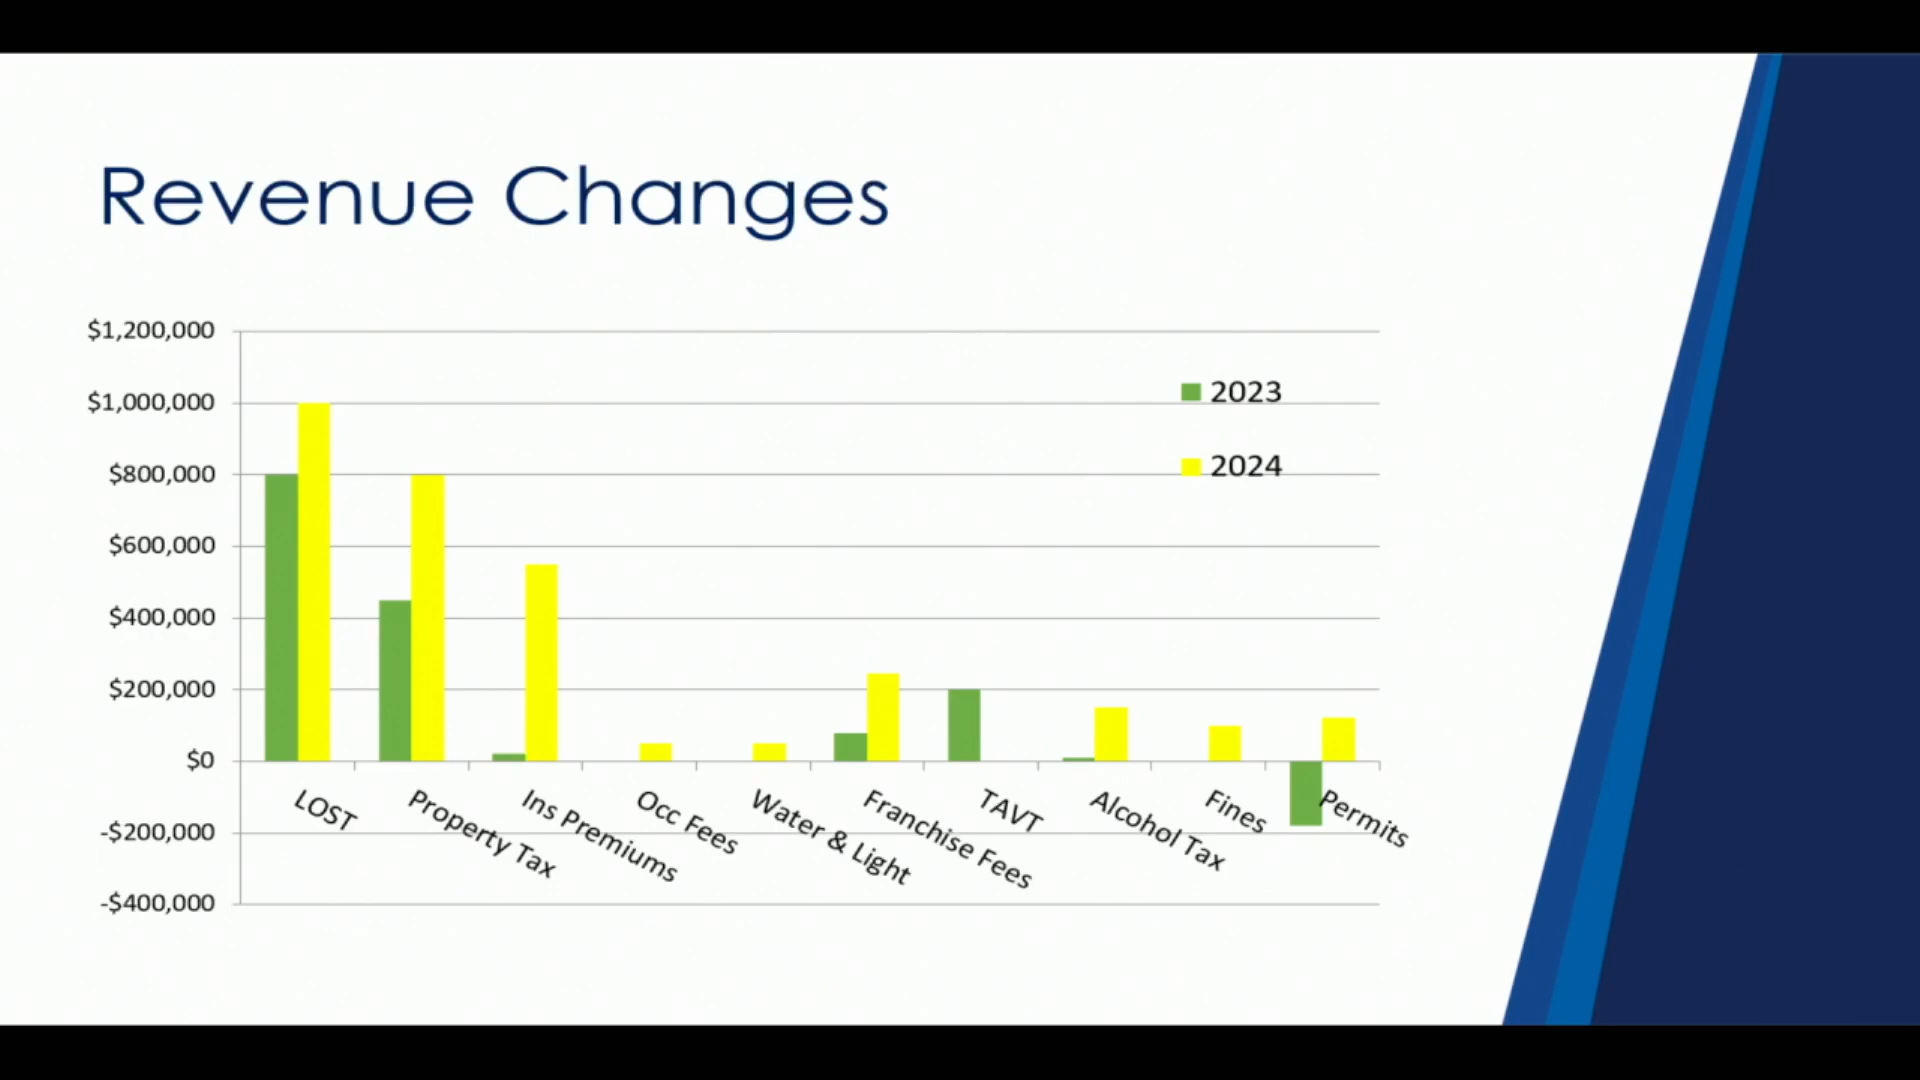 Revenue Changes
$1,200,000
$1,000,000
$800,000
$600,000
$400,000
$200,000
$0
-$200,000
-$400,000
2023
2024
LOST
Property Tax
Ins Premiums
Occ Fees
Water & Light
Franchise Fees
TAVT
Alcohol Tax
Fines
Permits